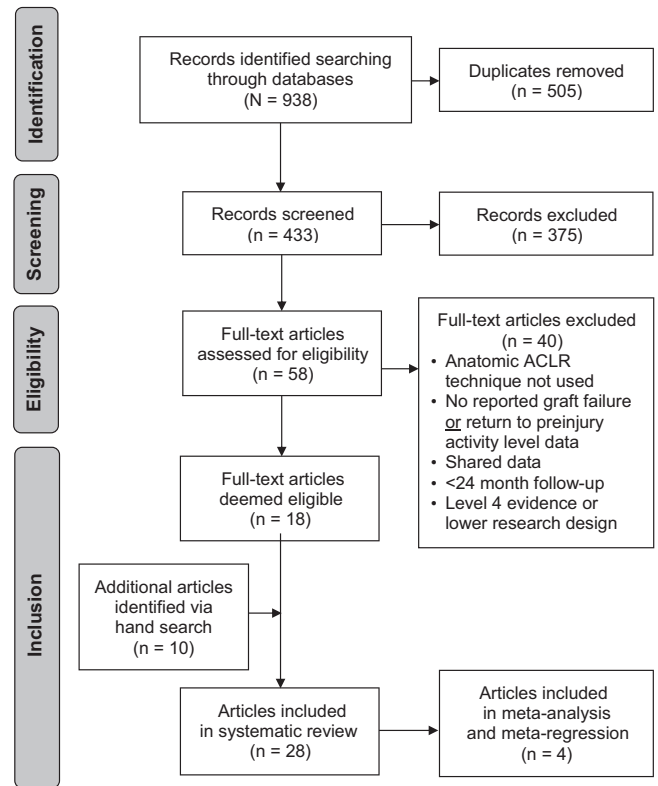 Identification
Records identified searching
through databases
(N = 938)
Duplicates removed
(n = 505)
Screening
Records screened
(n = 433)
Records excluded
(n = 375)
Eligibility
Full-text articles
assessed for eligibility
(n = 58)
Full-text articles excluded
(n = 40)
• Anatomic ACLR
technique not used
• No reported graft failure
or return to preinjury
activity level data
• Shared data
• <24 month follow-up
• Level 4 evidence or
lower research design
Inclusion
Full-text articles
deemed eligible
(n = 18)
Additional articles
identified via
hand search
(n = 10)
Articles included
in systematic review
(n = 28)
Articles included
in meta-analysis
and meta-regression
(n = 4)